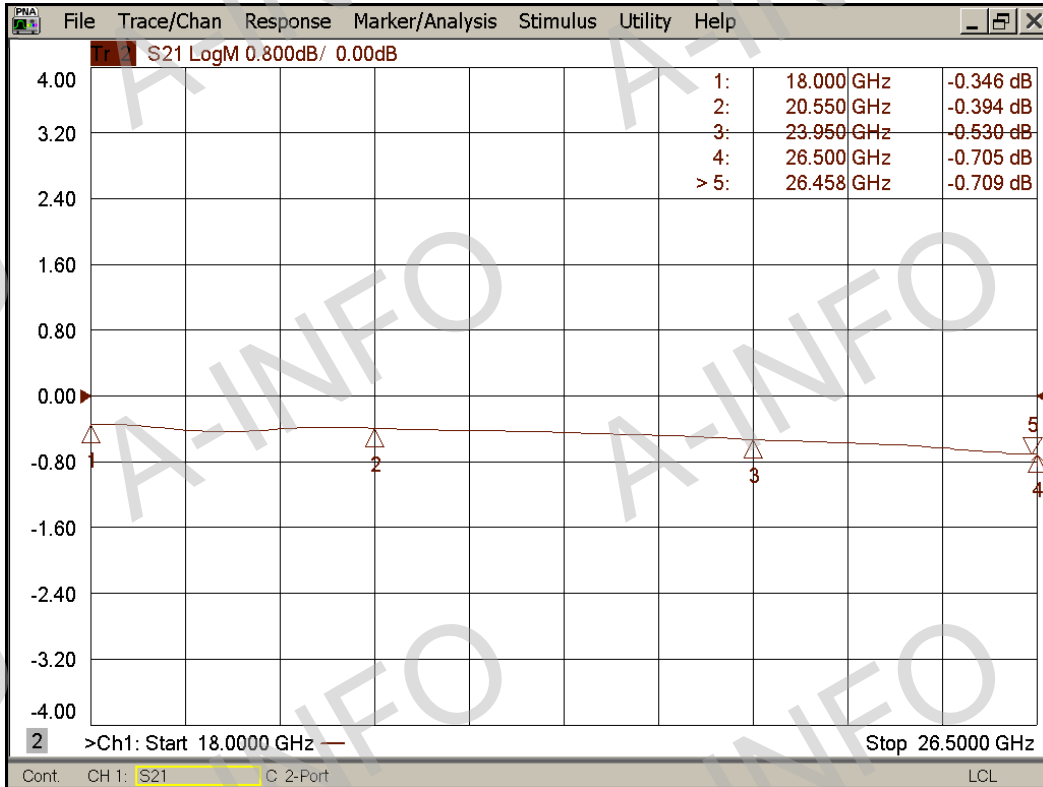 PNA File Trace/Chan Response Marker/Analysis Stimulus Utility Help
Tr 2 S21 LogM 0.800dB/ 0.00dB
4.00
3.20
2.40
1.60
0.80
0.00
-0.80
-1.60
-2.40
-3.20
-4.00
1: 18.000 GHz -0.346 dB
2: 20.550 GHz -0.394 dB
3: 23.950 GHz -0.530 dB
4: 26.500 GHz -0.705 dB
> 5: 26.458 GHz -0.709 dB
1
2
3
5
4
2 >Ch1: Start 18.0000 GHz Stop 26.5000 GHz
Cont. CH 1: S21 C 2-Port LCL
A-INFO
A-INFO
A-INFO
A-INFO
A-INFO
A-INFO